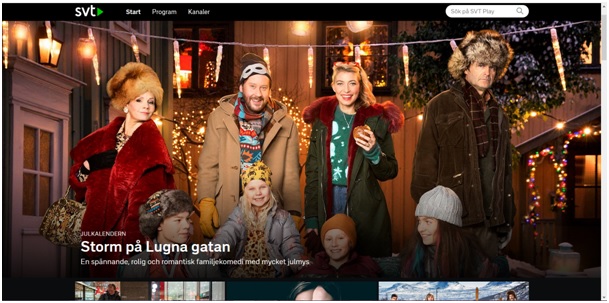 svt
Start Program Kanaler
Sök på SVT Play
JULKALENDERN
Storm på Lugna gatan
En spännande, rolig och romantisk familjekomedi med mycket julmys